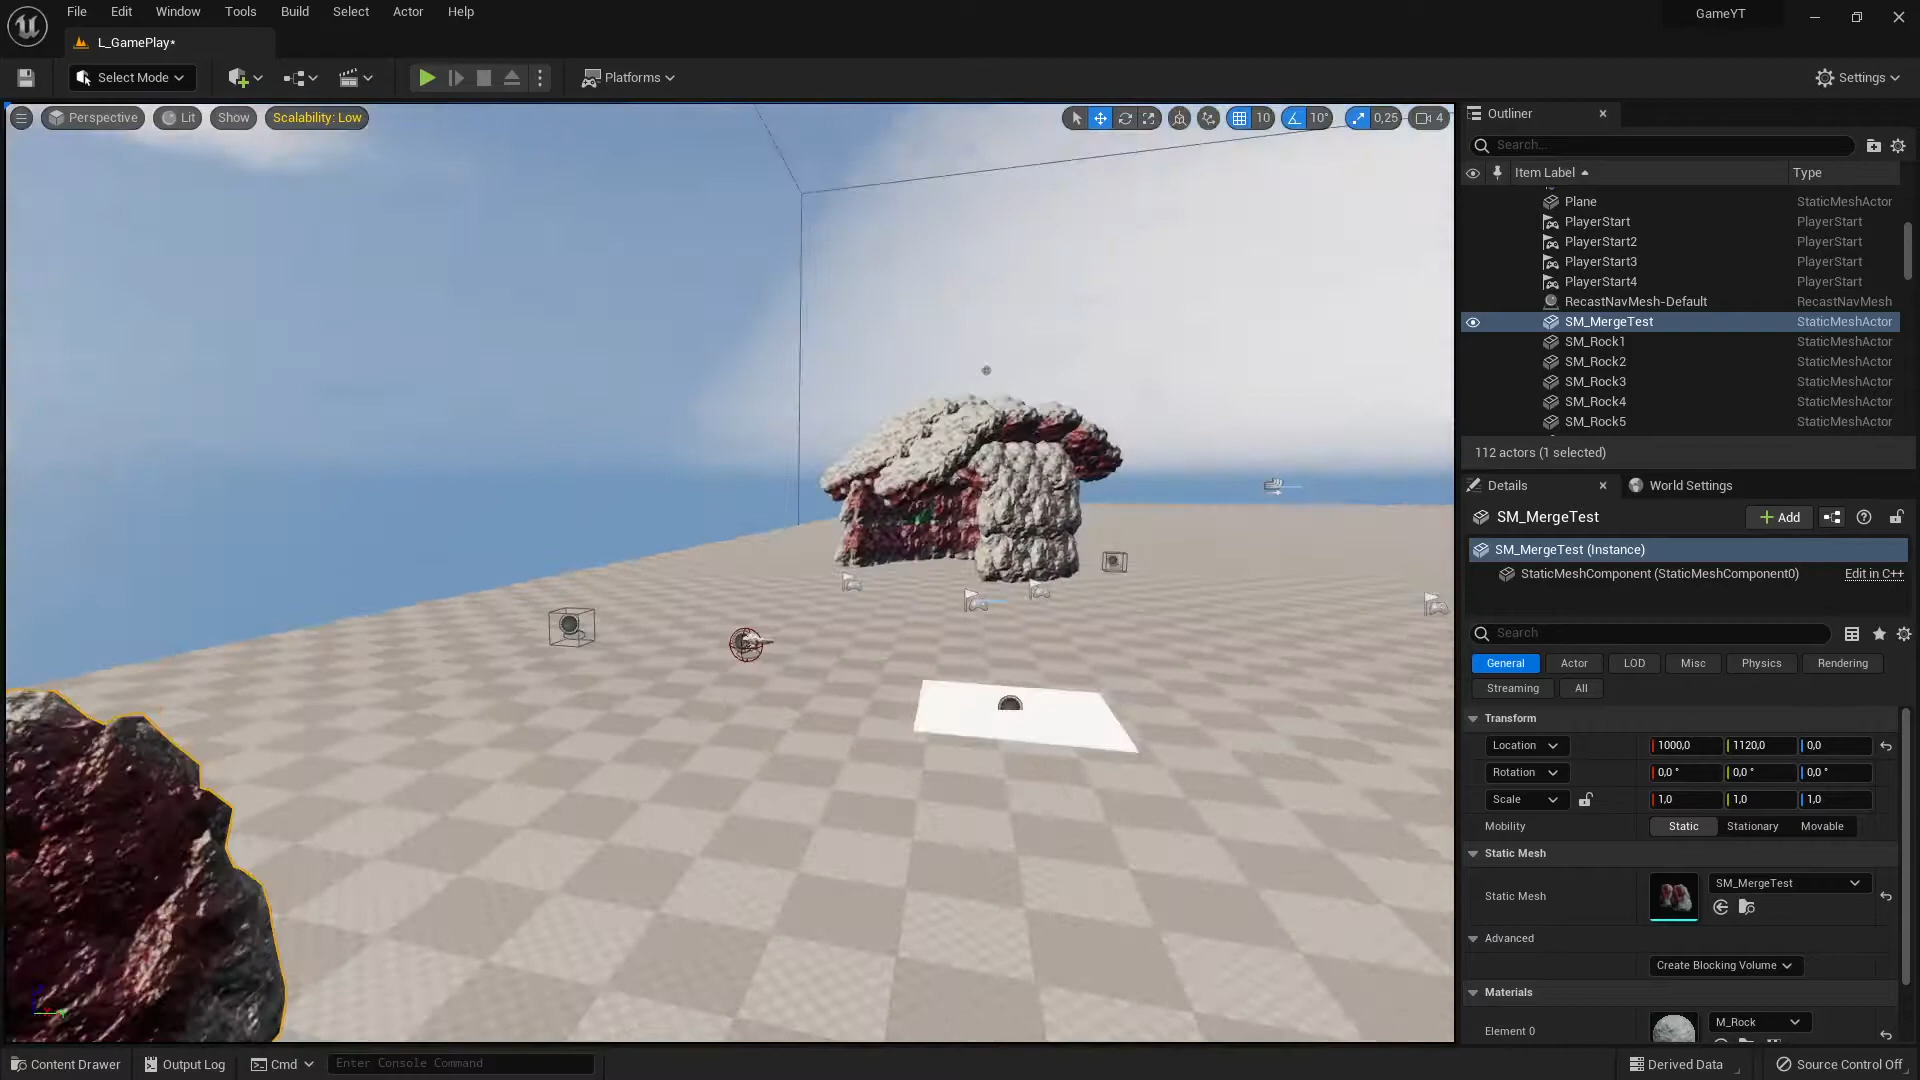 File Edit Window Tools Build Select Actor Help
GameYT
L_GamePlay*
Select Mode
Platforms
Settings
Perspective Lit Show Scalability: Low
10 10° 0,25 4
Outliner
Search...
Item Label Type
Plane StaticMeshActor
PlayerStart PlayerStart
PlayerStart2 PlayerStart
PlayerStart3 PlayerStart
PlayerStart4 PlayerStart
RecastNavMesh-Default RecastNavMesh
SM_MergeTest StaticMeshActor
SM_Rock1 StaticMeshActor
SM_Rock2 StaticMeshActor
SM_Rock3 StaticMeshActor
SM_Rock4 StaticMeshActor
SM_Rock5 StaticMeshActor
112 actors (1 selected)
Details World Settings
SM_MergeTest Add
SM_MergeTest (Instance)
StaticMeshComponent (StaticMeshComponent0) Edit in C++
Search
General Actor LOD Misc Physics Rendering
Streaming All
Transform
Location 1000,0 1120,0 0,0
Rotation 0,0 ° 0,0 ° 0,0 °
Scale 1,0 1,0 1,0
Mobility Static Stationary Movable
Static Mesh
Static Mesh SM_MergeTest
Advanced
Create Blocking Volume
Materials
Element 0 M_Rock
Content Drawer Output Log Cmd Enter Console Command Derived Data Source Control Off